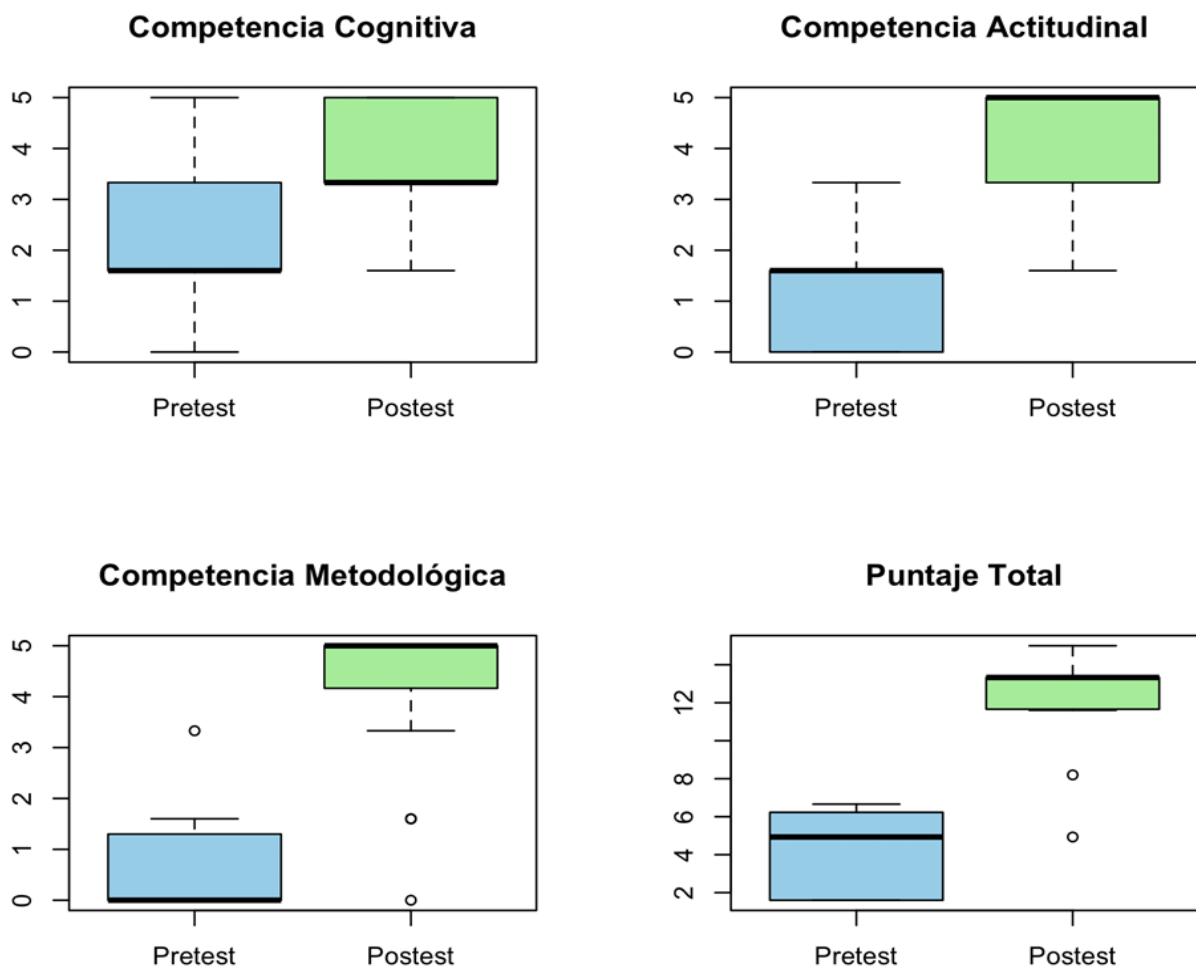 Competencia Cognitiva
5
4
3
2
1
0
Pretest Postest
Competencia Actitudinal
5
4
3
2
1
0
Pretest Postest
Competencia Metodológica
5
4
3
2
1
0
Pretest Postest
Puntaje Total
12
8
6
4
2
Pretest Postest